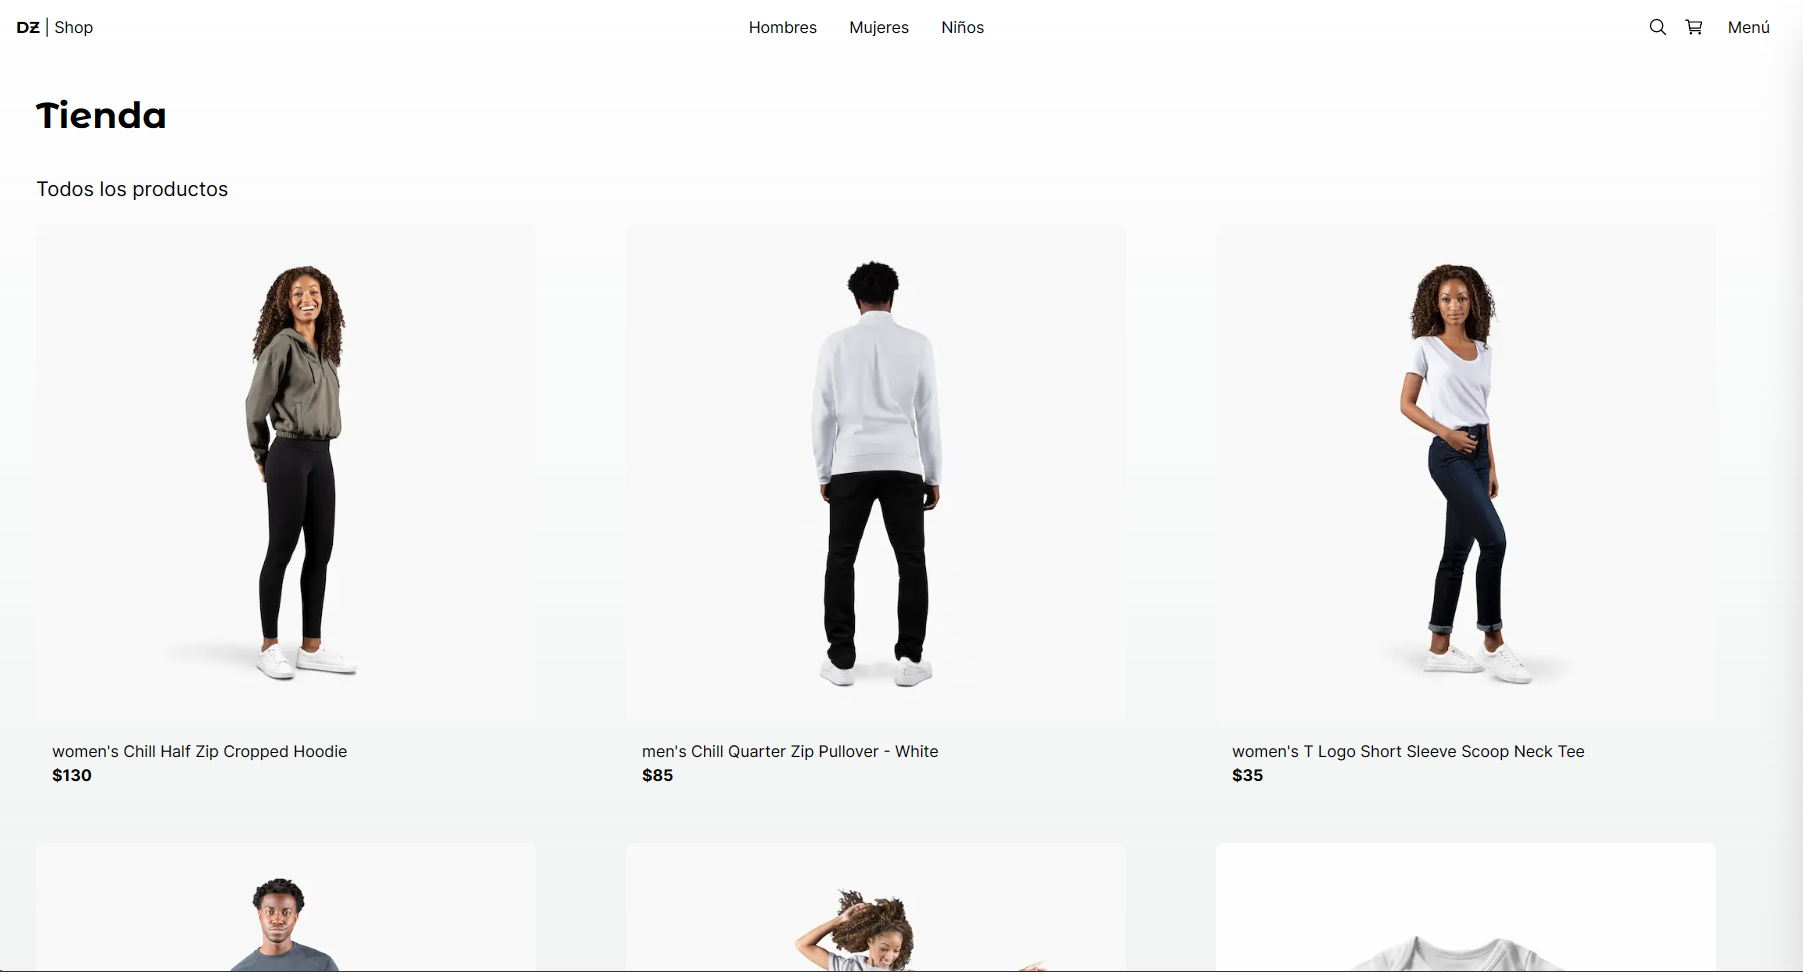 DƵ | Shop
Hombres
Mujeres
Niños
Menú
Tienda
Todos los productos
women's Chill Half Zip Cropped Hoodie
$130
men's Chill Quarter Zip Pullover - White
$85
women's T Logo Short Sleeve Scoop Neck Tee
$35